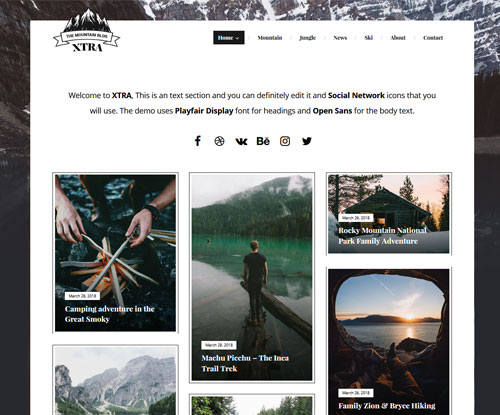 THE MOUNTAIN BLOG
XTRA
Home Mountain Jungle News Ski About Contact
Welcome to XTRA, This is an text section and you can definitely edit it and Social Network icons that you
will use. The demo uses Playfair Display font for headings and Open Sans for the body text.
March 28, 2018
Camping adventure in the
Great Smoky
March 28, 2018
Machu Picchu – The Inca
Trail Trek
March 28, 2018
Rocky Mountain National
Park Family Adventure
March 28, 2018
Family Zion & Bryce Hiking